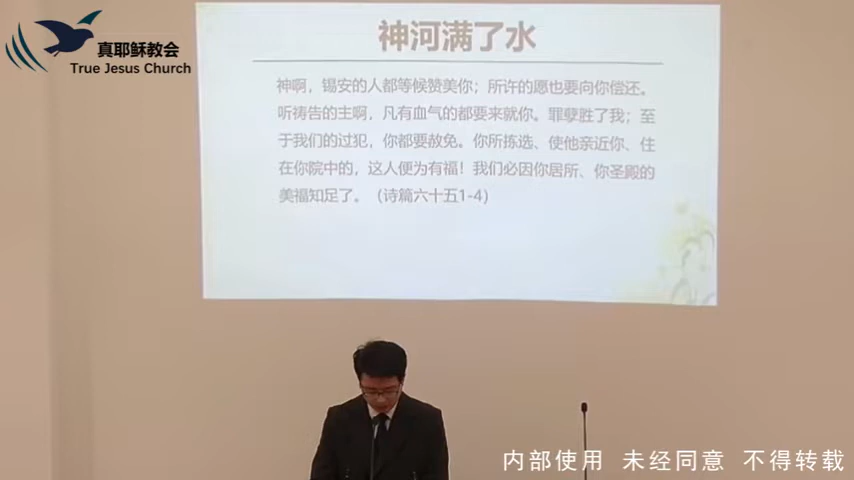 真耶稣教会
True Jesus Church
神河满了水
神啊，锡安的人都等候赞美你；所许的愿也要向你偿还。
听祷告的主啊，凡有血气的都要来就你。罪孽胜了我；至
于我们的过犯，你都要赦免。你所拣选、使他亲近你、住
在你院中的，这人便为有福！我们必因你居所、你圣殿的
美福知足了。（诗篇六十五1-4）
内部使用 未经同意 不得转载